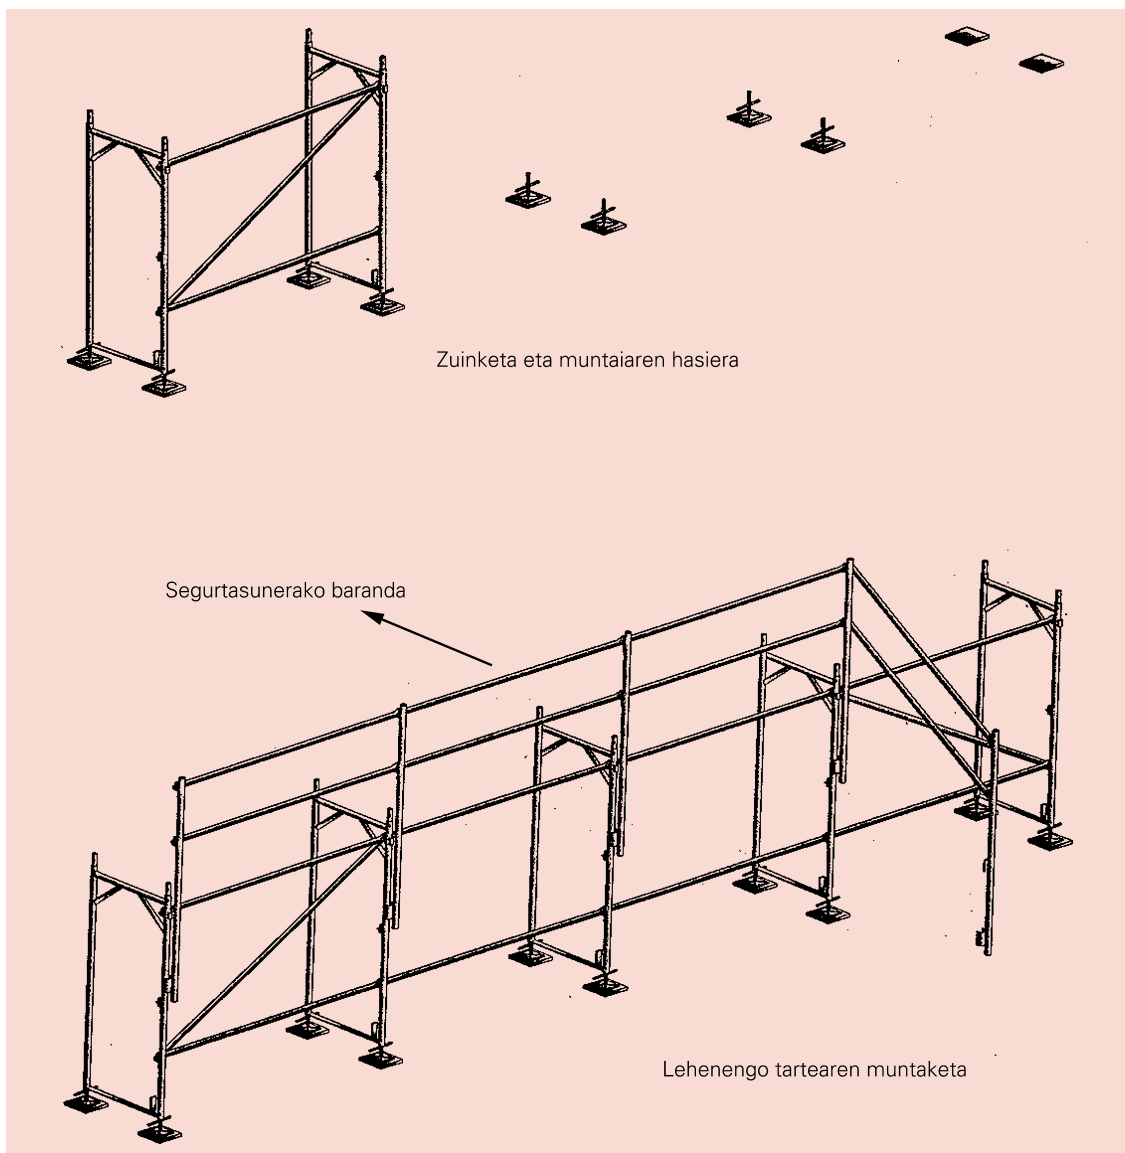 Zuinketa eta muntaiaren hasiera
Segurtasunerako baranda
Lehenengo tartearen muntaketa